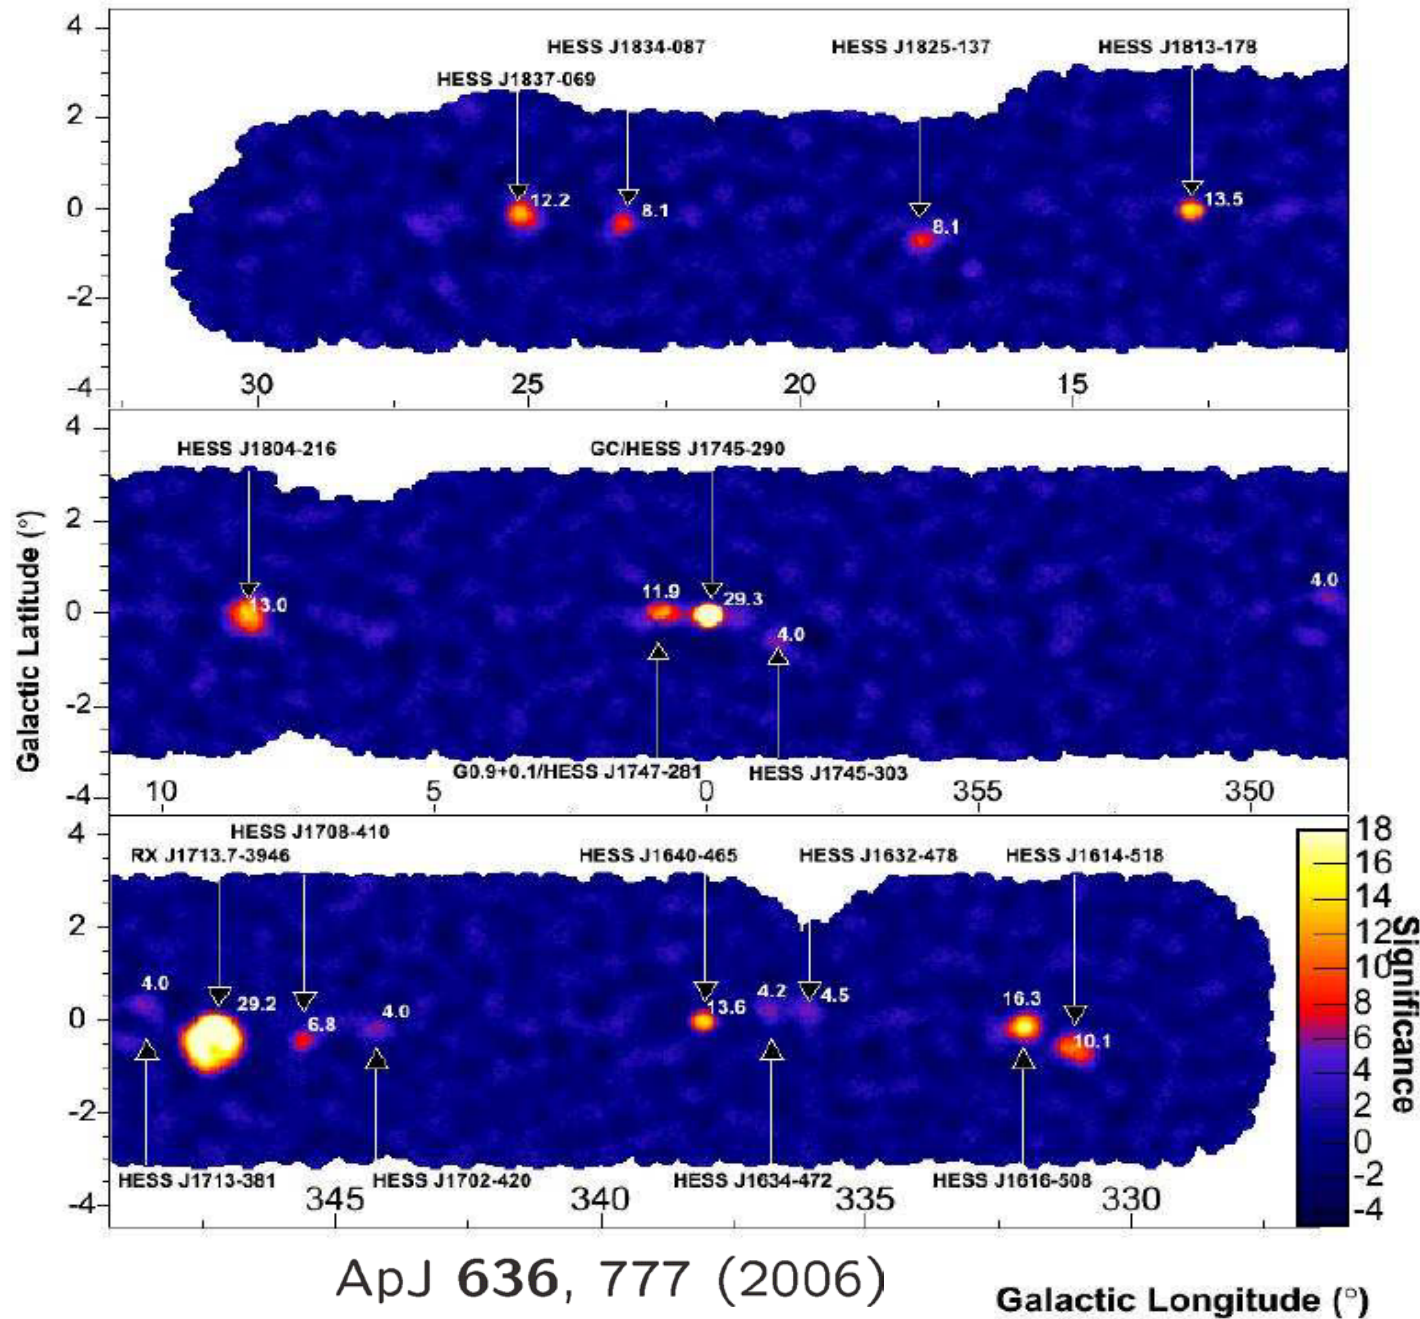 4
HESS J1834-087
HESS J1825-137
HESS J1813-178
HESS J1837-069
2
12.2
8.1
8.1
13.5
0
-2
-4
30
25
20
15
4
HESS J1804-216
GC/HESS J1745-290
2
13.0
11.9
29.3
4.0
4.0
0
-2
G0.9+0.1/HESS J1747-281
HESS J1745-303
-4
10
5
0
355
350
Galactic Latitude (°)
4
HESS J1708-410
RX J1713.7-3946
HESS J1640-465
HESS J1632-478
HESS J1614-518
2
4.0
29.2
6.8
4.0
13.6
4.2
4.5
16.3
10.1
0
-2
HESS J1713-381
HESS J1702-420
HESS J1634-472
HESS J1616-508
-4
345
340
335
330
18
16
14
12
10
8
6
4
2
0
-2
-4
Significance
ApJ 636, 777 (2006)
Galactic Longitude (°)